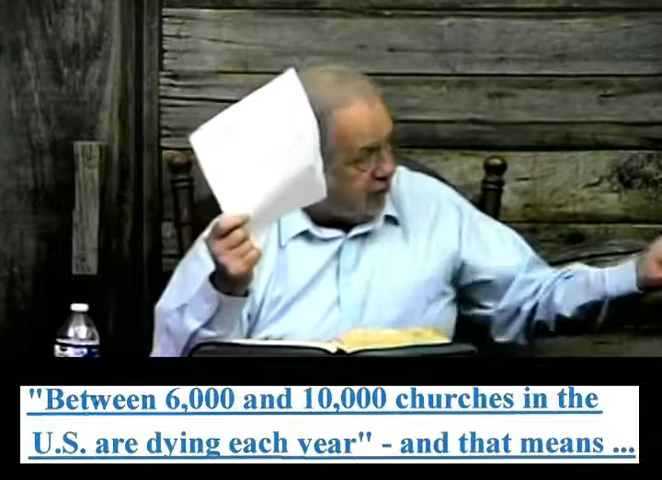 "Between 6,000 and 10,000 churches in the
U.S. are dying each year" - and that means ...